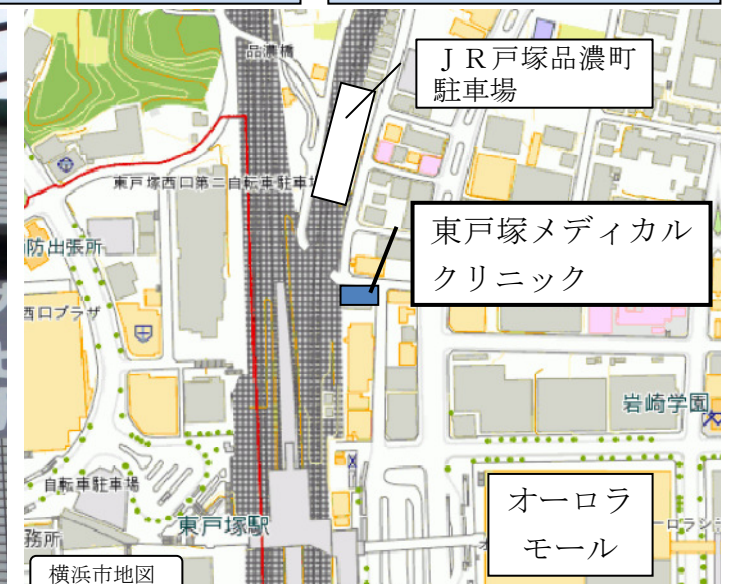 品濃橋
ＪＲ戸塚品濃町
駐車場
東戸塚西口第二自転車駐車場
東戸塚メディカル
クリニック
防出張所
西口プラザ
岩崎学園
自転車駐車場
オーロラ
モール
東戸塚駅
務所
横浜市地図